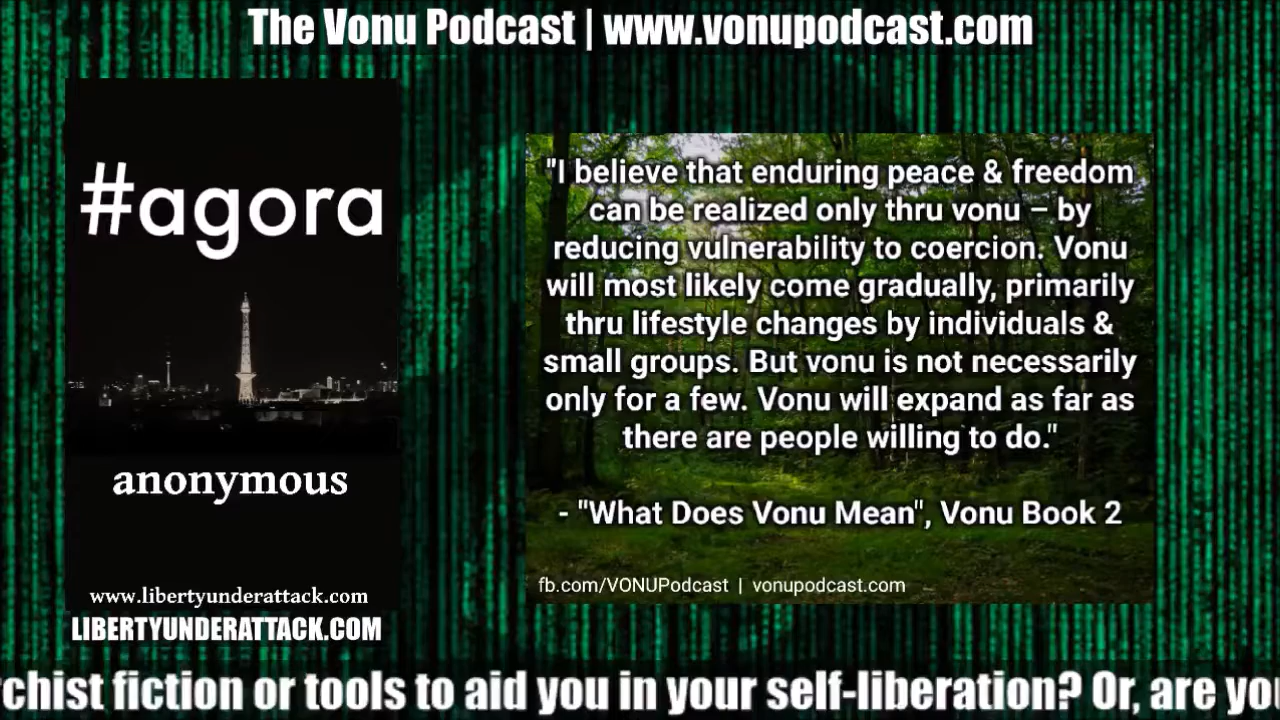 The Vonu Podcast | www.vonupodcast.com
#agora
anonymous
www.libertyunderattack.com
LIBERTYUNDERATTACK.COM
"I believe that enduring peace & freedom
can be realized only thru vonu – by
reducing vulnerability to coercion. Vonu
will most likely come gradually, primarily
thru lifestyle changes by individuals &
small groups. But vonu is not necessarily
only for a few. Vonu will expand as far as
there are people willing to do."
- "What Does Vonu Mean", Vonu Book 2
fb.com/VONUPodcast | vonupodcast.com
chist fiction or tools to aid you in your self-liberation? Or, are you